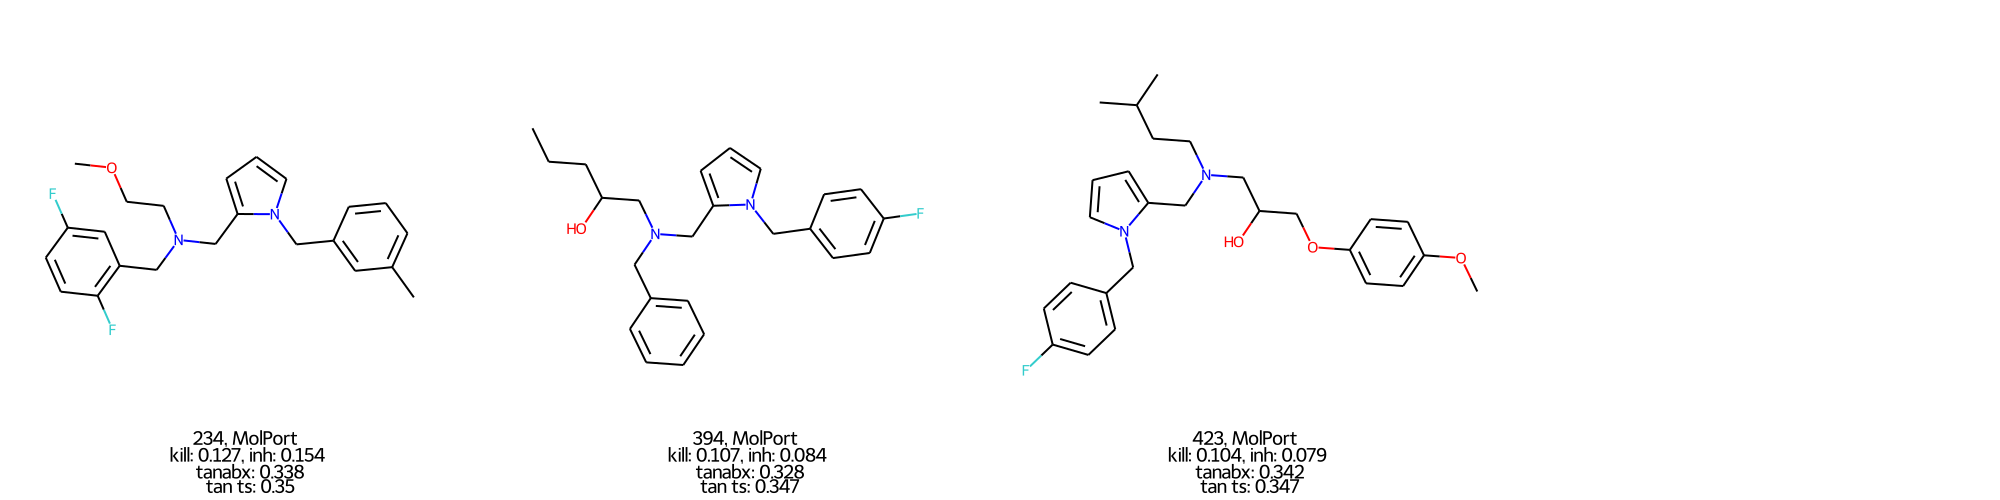 O
F
N
N
F
234, MolPort
kill: 0.127, inh: 0.154
tanabx: 0.338
tan ts: 0.35
HO
N
N
F
394, MolPort
kill: 0.107, inh: 0.084
tanabx: 0.328
tan ts: 0.347
N
N
HO
O
O
F
423, MolPort
kill: 0.104, inh: 0.079
tanabx: 0.342
tan ts: 0.347